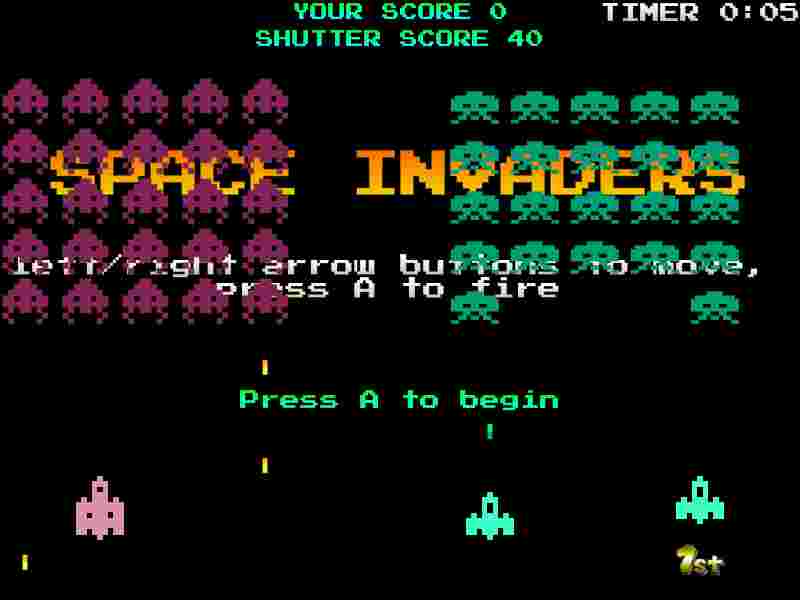 YOUR SCORE 0
TIMER 0:05
SHUTTER SCORE 40
SPACE INVADERS
left/right arrow buttons to move,
press A to fire
Press A to begin
1st